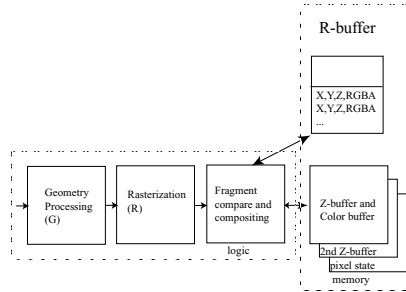 R-buffer
X,Y,Z,RGBA
X,Y,Z,RGBA
...
Geometry
Processing
(G)
Rasterization
(R)
Fragment
compare and
compositing
logic
Z-buffer and
Color buffer
2nd Z-buffer
pixel state
memory